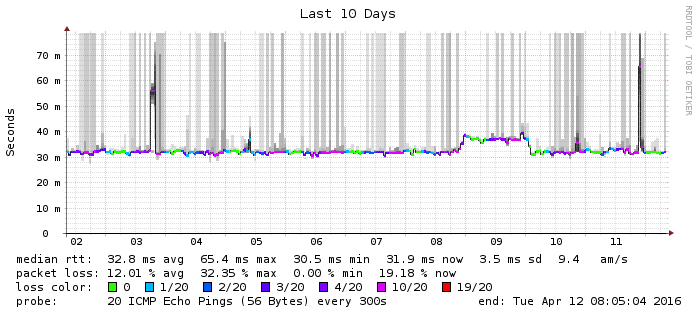 Last 10 Days
RRDTOOL / TOBI OETIKER
Seconds
70 m
60 m
50 m
40 m
30 m
20 m
10 m
0
02 03 04 05 06 07 08 09 10 11
median rtt: 32.8 ms avg 65.4 ms max 30.5 ms min 31.9 ms now 3.5 ms sd 9.4 am/s
packet loss: 12.01 % avg 32.35 % max 0.00 % min 19.18 % now
loss color: 0 1/20 2/20 3/20 4/20 10/20 19/20
probe: 20 ICMP Echo Pings (56 Bytes) every 300s end: Tue Apr 12 08:05:04 2016